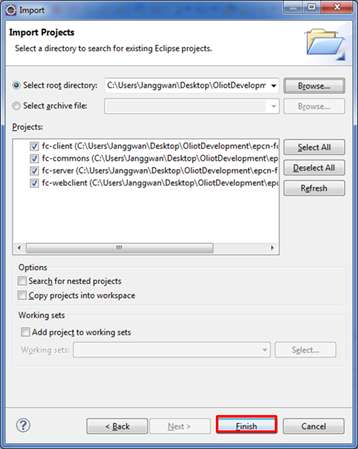 Import
Import Projects
Select a directory to search for existing Eclipse projects.
Select root directory: C:\Users\Janggwan\Desktop\OliotDevelopm Browse...
Select archive file: Browse...
Projects:
fc-client (C:\Users\Janggwan\Desktop\OliotDevelopment\epcn-fc
fc-commons (C:\Users\Janggwan\Desktop\OliotDevelopment\e
fc-server (C:\Users\Janggwan\Desktop\OliotDevelopment\epcn-f
fc-webclient (C:\Users\Janggwan\Desktop\OliotDevelopment\ep
Select All
Deselect All
Refresh
Options
Search for nested projects
Copy projects into workspace
Working sets
Add project to working sets
Working sets: Select...
? < Back Next > Finish Cancel